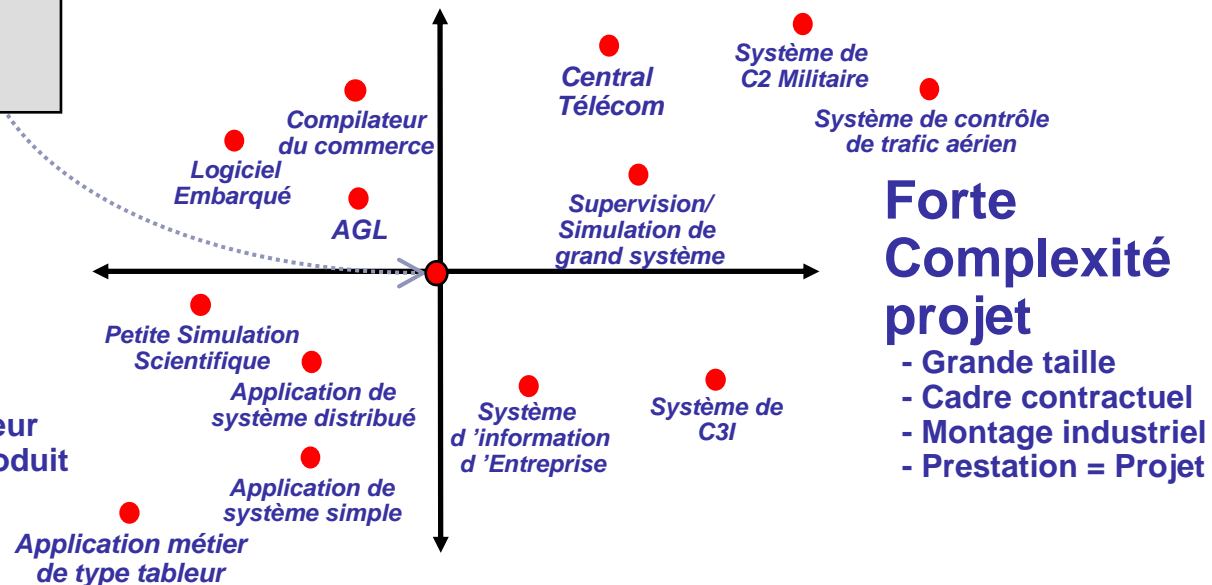 Système de
C2 Militaire
Central
Télécom
Compilateur
du commerce
Système de contrôle
de trafic aérien
Logiciel
Embarqué
AGL
Supervision/
Simulation de
grand système
Forte
Complexité
projet
- Grande taille
- Cadre contractuel
- Montage industriel
- Prestation = Projet
Petite Simulation
Scientifique
Application de
système distribué
Système
d ’information
d ’Entreprise
Système de
C3I
eur
oduit
Application de
système simple
Application métier
de type tableur